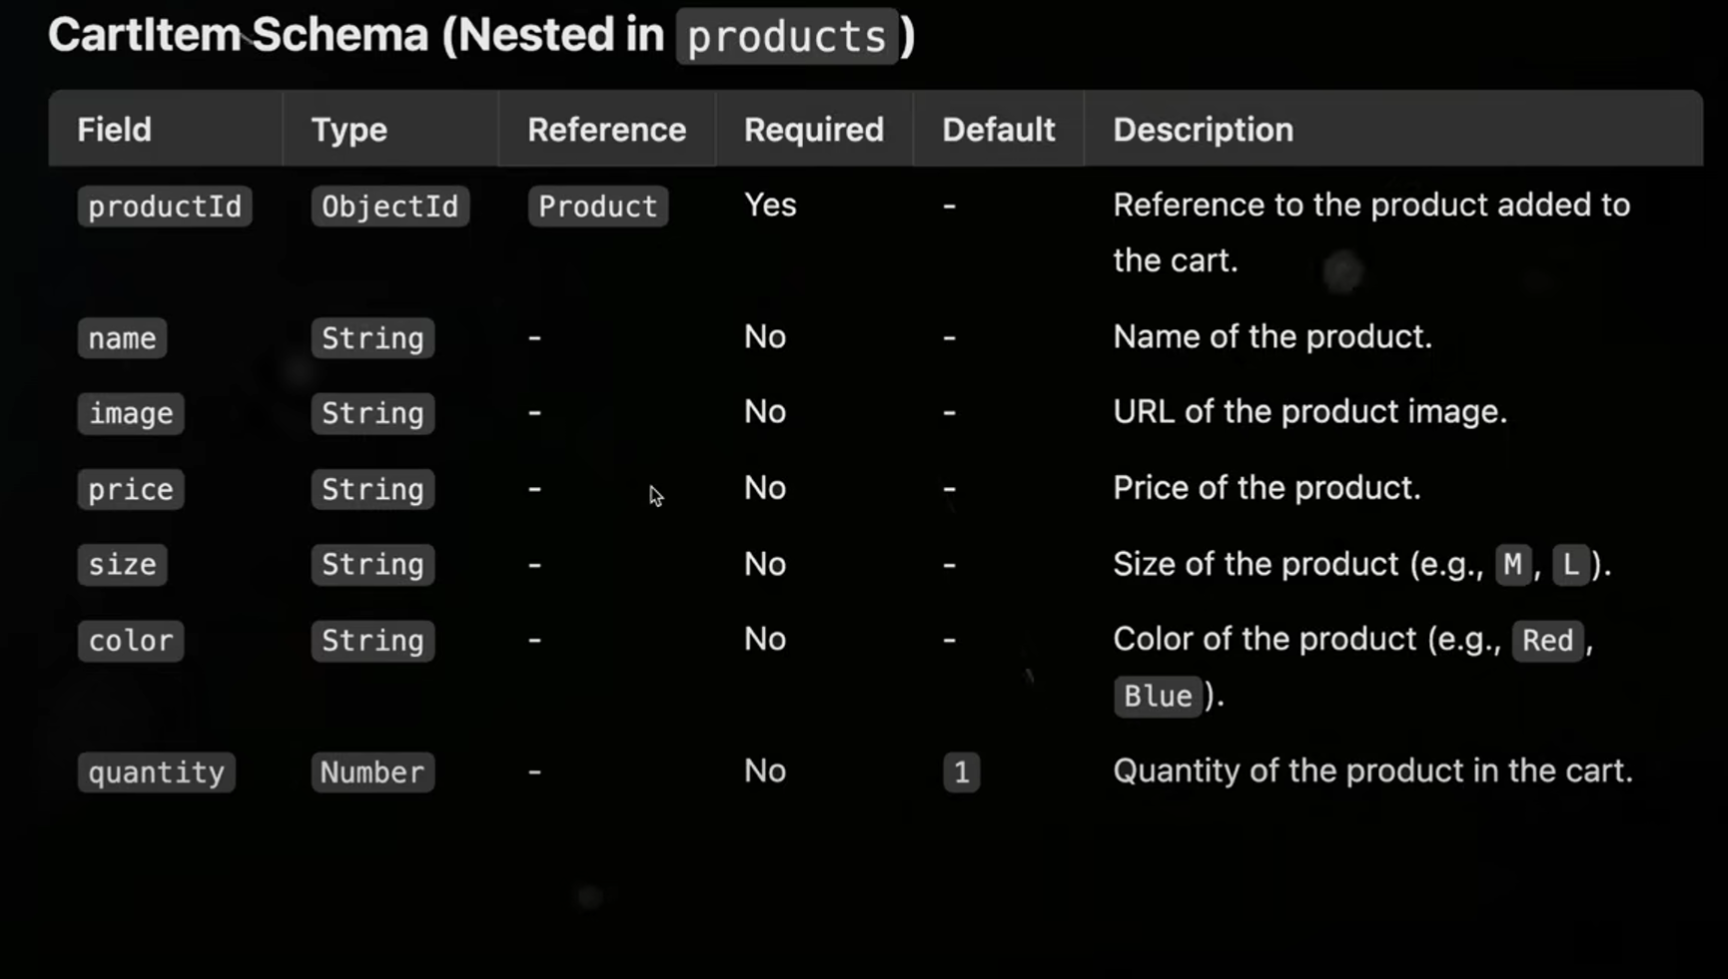 CartItem Schema (Nested in products)
Field Type Reference Required Default Description
productId ObjectId Product Yes - Reference to the product added to
the cart.
name String - No - Name of the product.
image String - No - URL of the product image.
price String - No - Price of the product.
size String - No - Size of the product (e.g., M, L).
color String - No - Color of the product (e.g., Red,
Blue).
quantity Number - No 1 Quantity of the product in the cart.